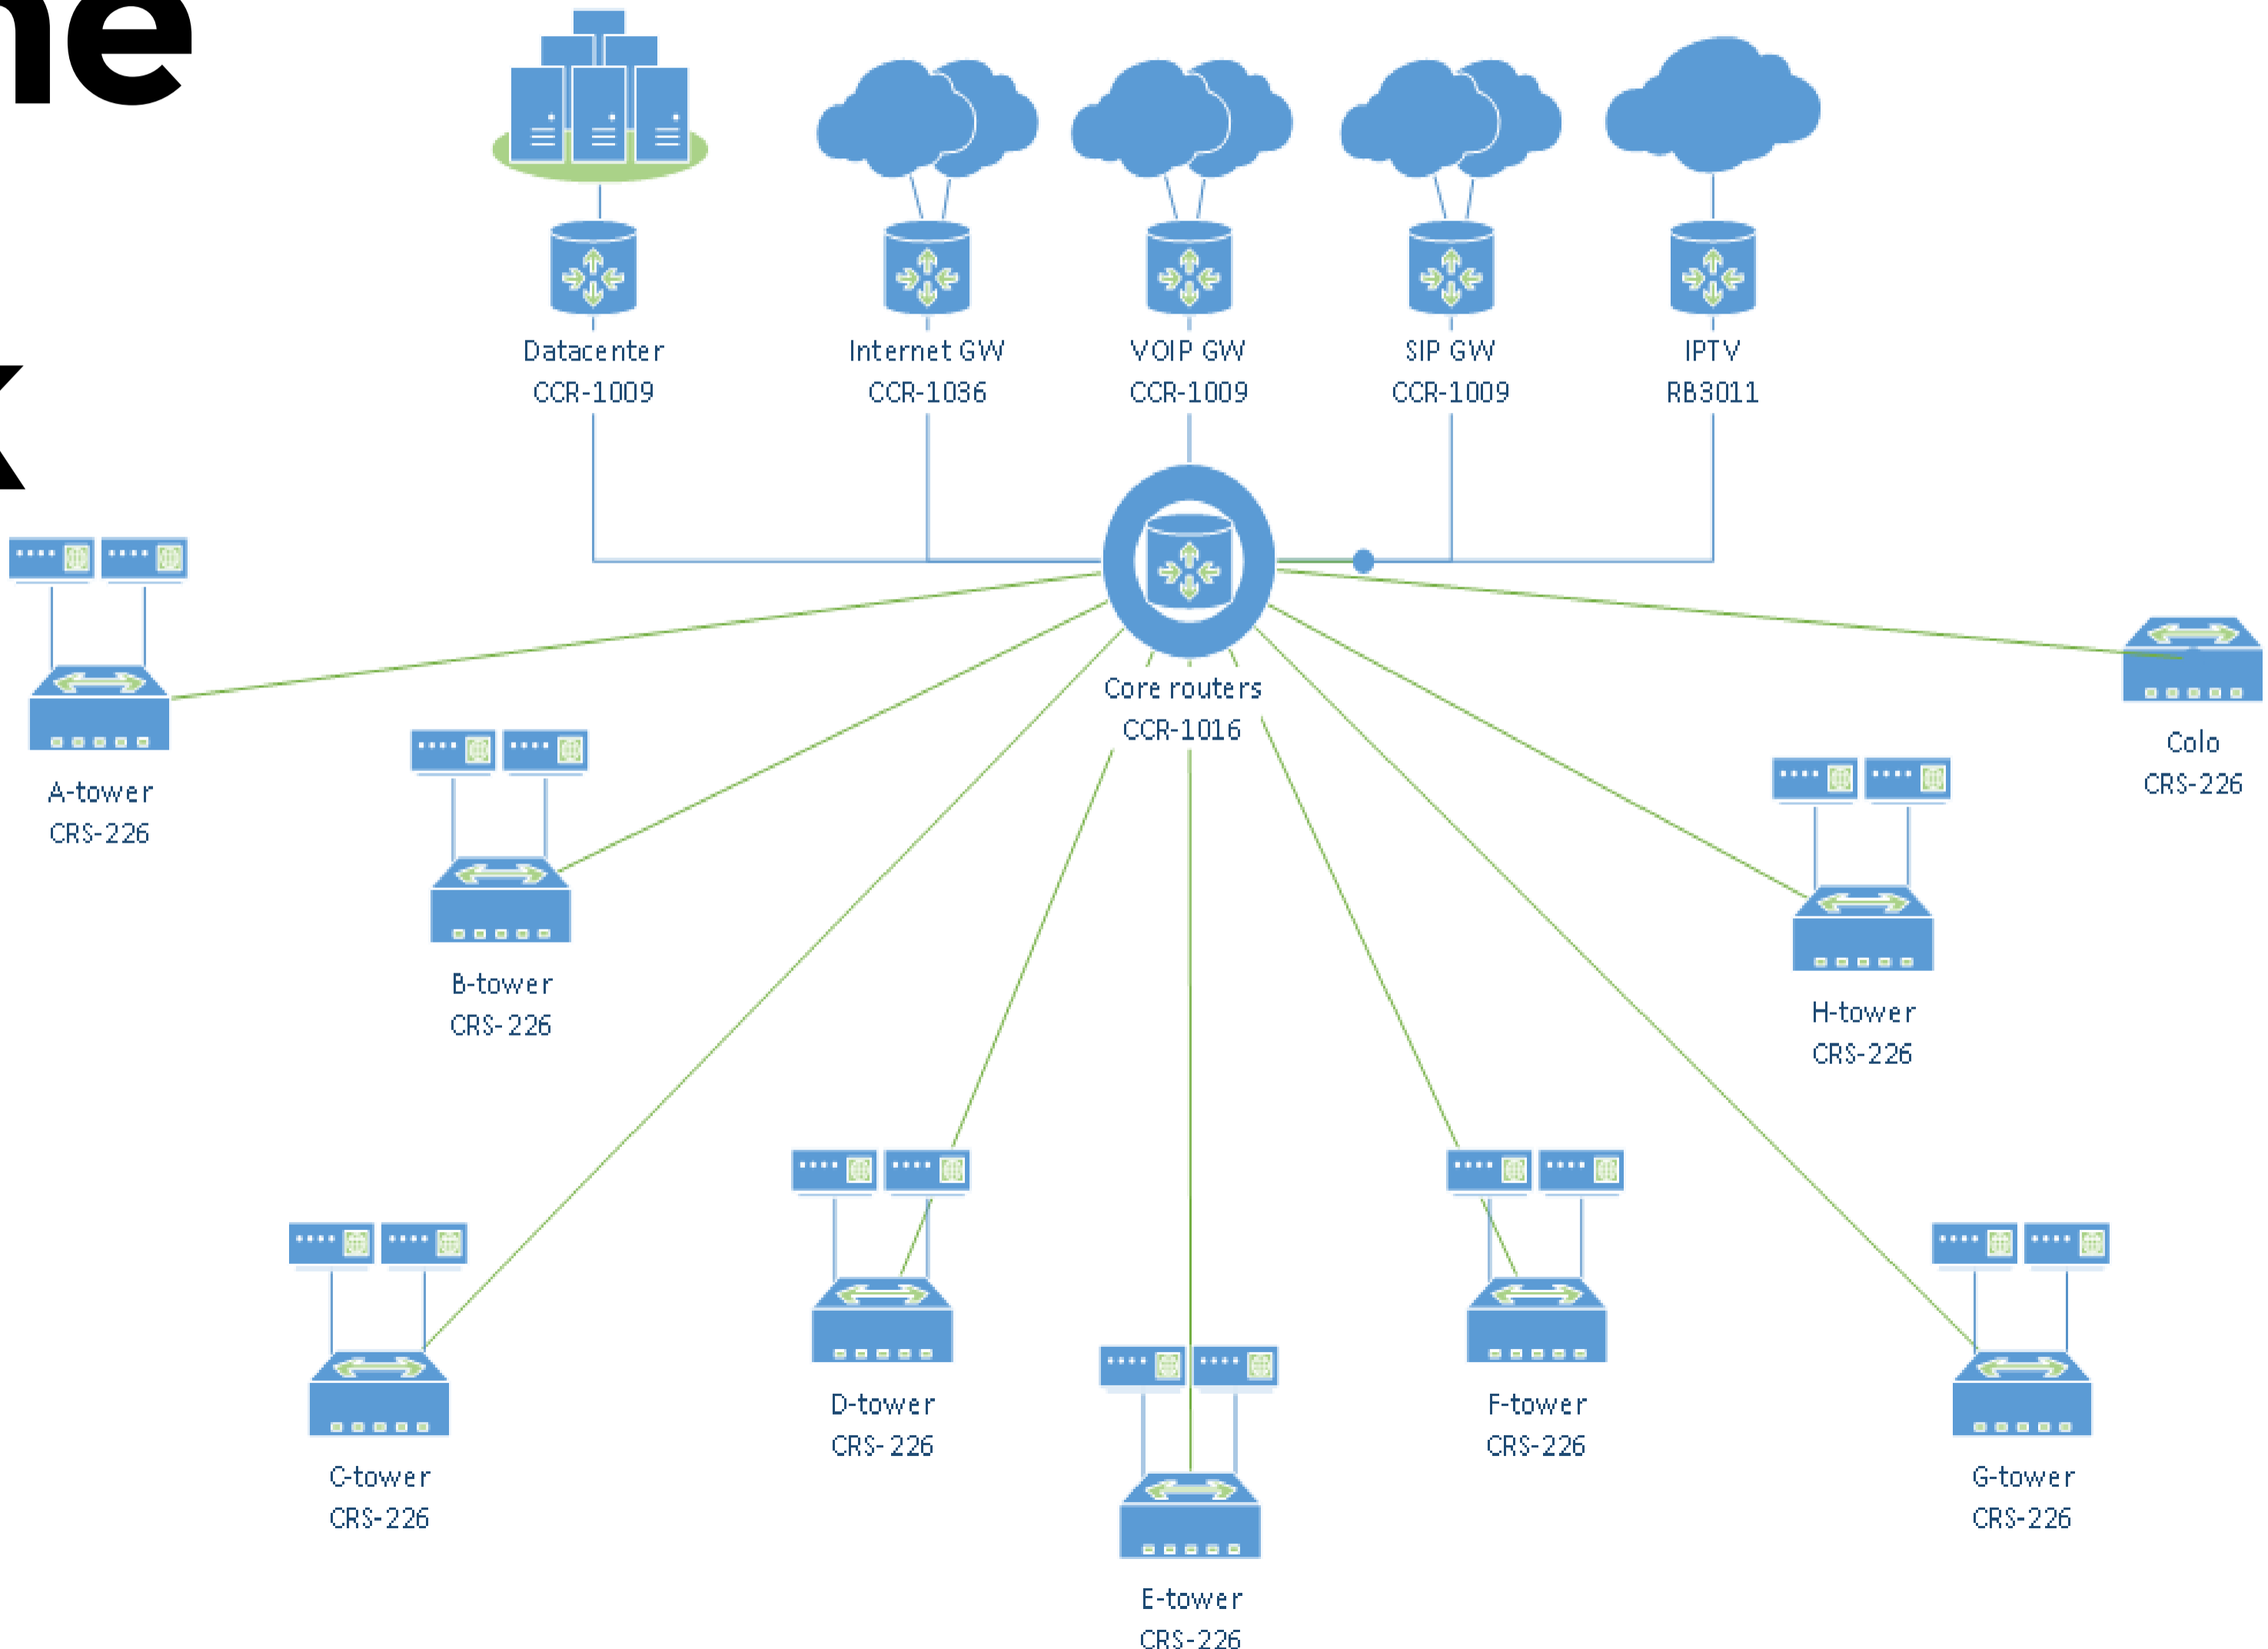 Datacenter
CCR-1009
Internet GW
CCR-1036
VOIP GW
CCR-1009
SIP GW
CCR-1009
IPTV
RB3011
Core routers
CCR-1016
A-tower
CRS-226
B-tower
CRS-226
C-tower
CRS-226
D-tower
CRS-226
E-tower
CRS-226
F-tower
CRS-226
G-tower
CRS-226
H-tower
CRS-226
Colo
CRS-226